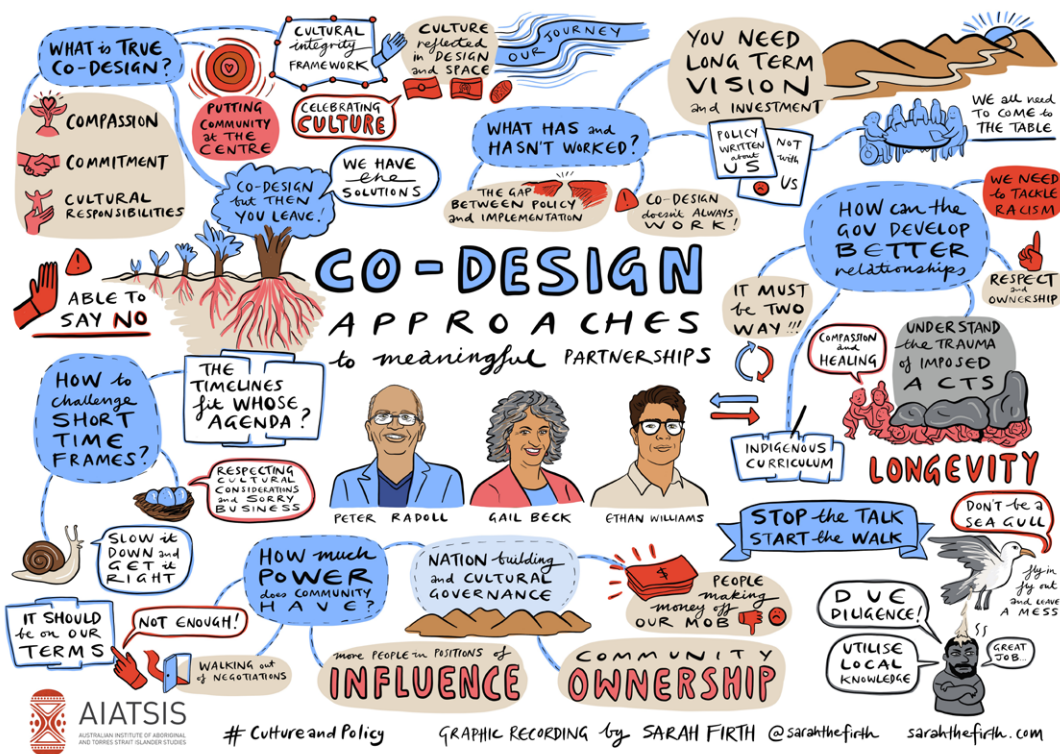 WHAT is TRUE
CO-DESIGN?
COMPASSION
COMMITMENT
CULTURAL
RESPONSIBILITIES
PUTTING
COMMUNITY
at THE
CENTRE
CULTURAL
integrity
FRAMEWORK
CELEBRATING
CULTURE
CULTURE
reflected
in DESIGN
and SPACE
OUR JOURNEY
CO-DESIGN
but THEN
YOU LEAVE!
WE HAVE
the
SOLUTIONS
ABLE TO
SAY NO
YOU NEED
LONG TERM
VISION
and INVESTMENT
WHAT HAS and
HASN'T WORKED?
THE GAP
BETWEEN POLICY
and IMPLEMENTATION
CO-DESIGN
doesn't ALWAYS
WORK!
POLICY
WRITTEN
about
US
NOT
with
US
WE all need
TO COME to
THE TABLE
HOW can the
GOV DEVELOP
BETTER
relationships
WE NEED
to TACKLE
RACISM
RESPECT
and
OWNERSHIP
IT MUST
be TWO
WAY!!!
COMPASSION
and
HEALING
UNDERSTAND
the TRAUMA
of IMPOSED
ACTS
INDIGENOUS
CURRICULUM
LONGEVITY
CO-DESIGN
APPROACHES
to meaningful PARTNERSHIPS
PETER RADOLL
GAIL BECK
ETHAN WILLIAMS
HOW to
challenge
SHORT
TIME
FRAMES?
THE
TIMELINES
fit WHOSE
AGENDA?
RESPECTING
CULTURAL
CONSIDERATIONS
and SORRY
BUSINESS
SLOW it
DOWN and
GET it
RIGHT
HOW much
POWER
does COMMUNITY
HAVE?
IT SHOULD
be on OUR
TERMS
NOT ENOUGH!
WALKING out
of NEGOTIATIONS
NATION building
and CULTURAL
GOVERNANCE
more PEOPLE in POSITIONS of
INFLUENCE
COMMUNITY
OWNERSHIP
$
PEOPLE
making
money off
OUR MOB
STOP the TALK
START the WALK
DON'T be a
SEA GULL
fly in
fly out
and LEAVE
A MESS
DUE
DILIGENCE!
UTILISE
LOCAL
KNOWLEDGE
GREAT
JOB...
AIATSIS
AUSTRALIAN INSTITUTE OF ABORIGINAL
AND TORRES STRAIT ISLANDER STUDIES
# Culture and Policy
GRAPHIC RECORDING by SARAH FIRTH @sarahthefirth
sarahthefirth.com